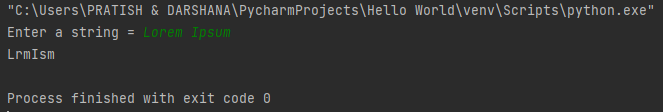 "C:\Users\PRATISH & DARSHANA\PycharmProjects\Hello World\venv\Scripts\python.exe"
Enter a string = Lorem Ipsum
LrmIsm
Process finished with exit code 0